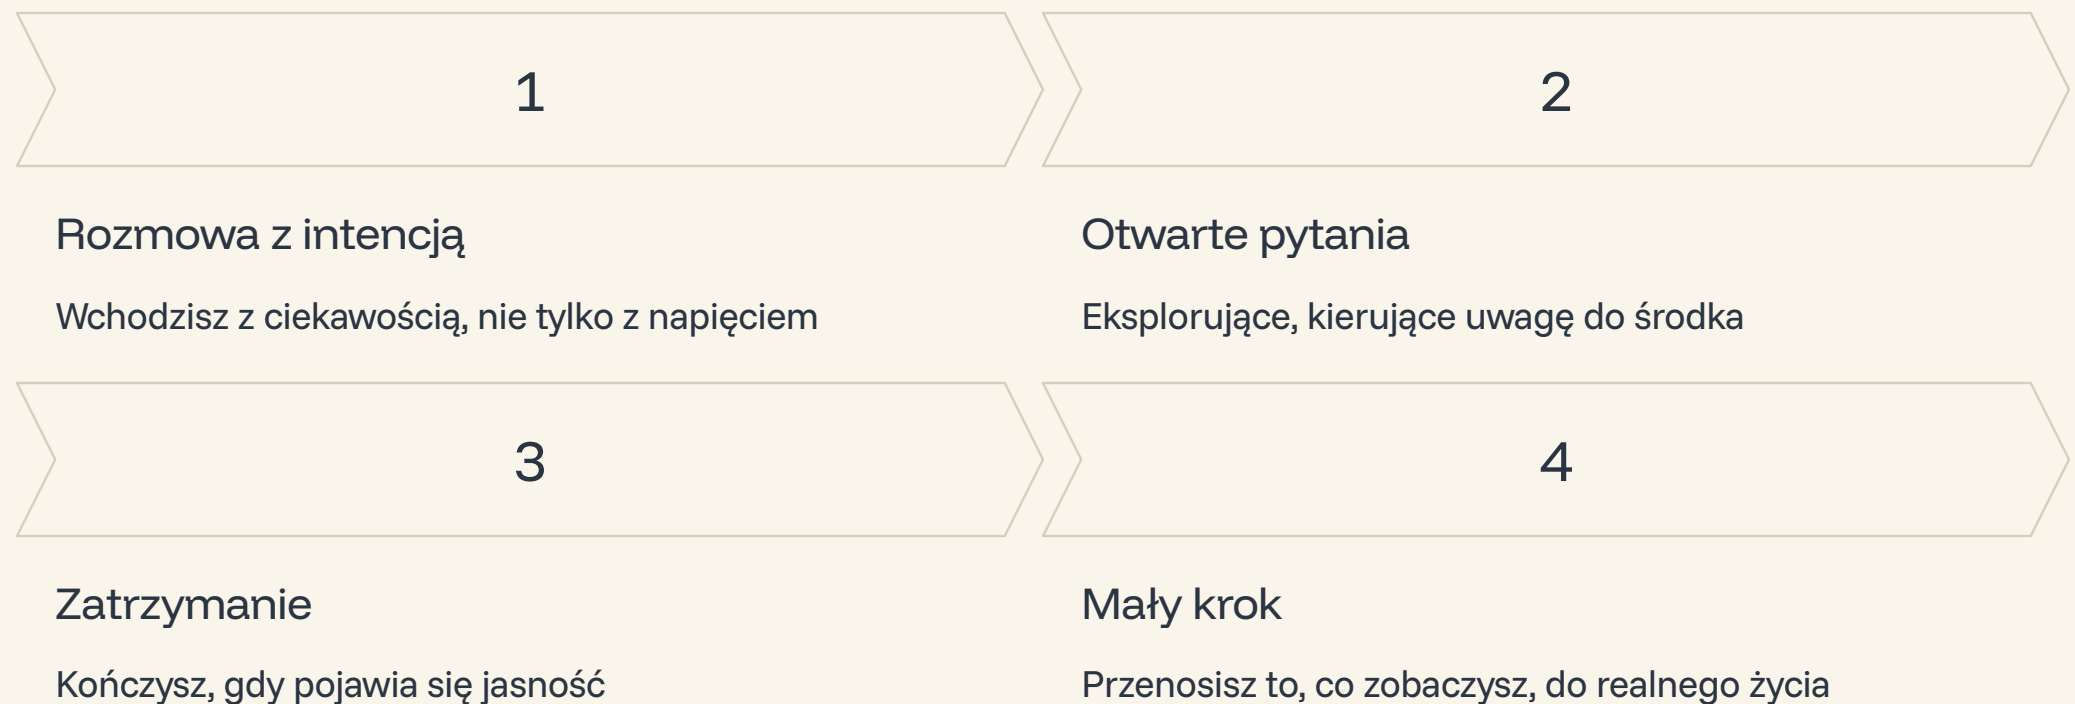 1
2
Rozmowa z intencją
Otwarte pytania
Wchodzisz z ciekawością, nie tylko z napięciem
Eksplorujące, kierujące uwagę do środka
3
4
Zatrzymanie
Mały krok
Kończysz, gdy pojawia się jasność
Przenosisz to, co zobaczysz, do realnego życia